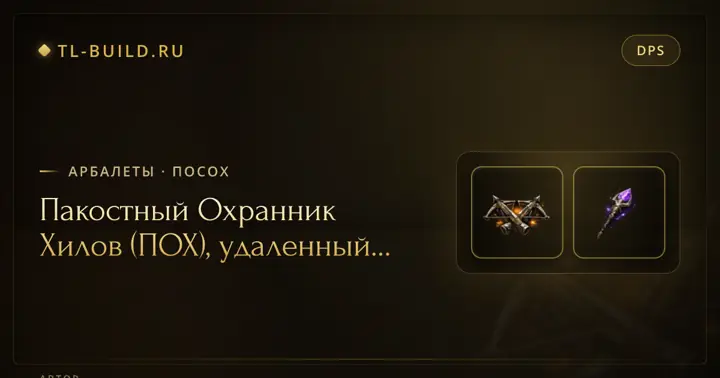 TL-BUILD.RU
DPS
АРБАЛЕТЫ · ПОСОХ
Пакостный Охранник
Хилов (ПОХ), удаленный...